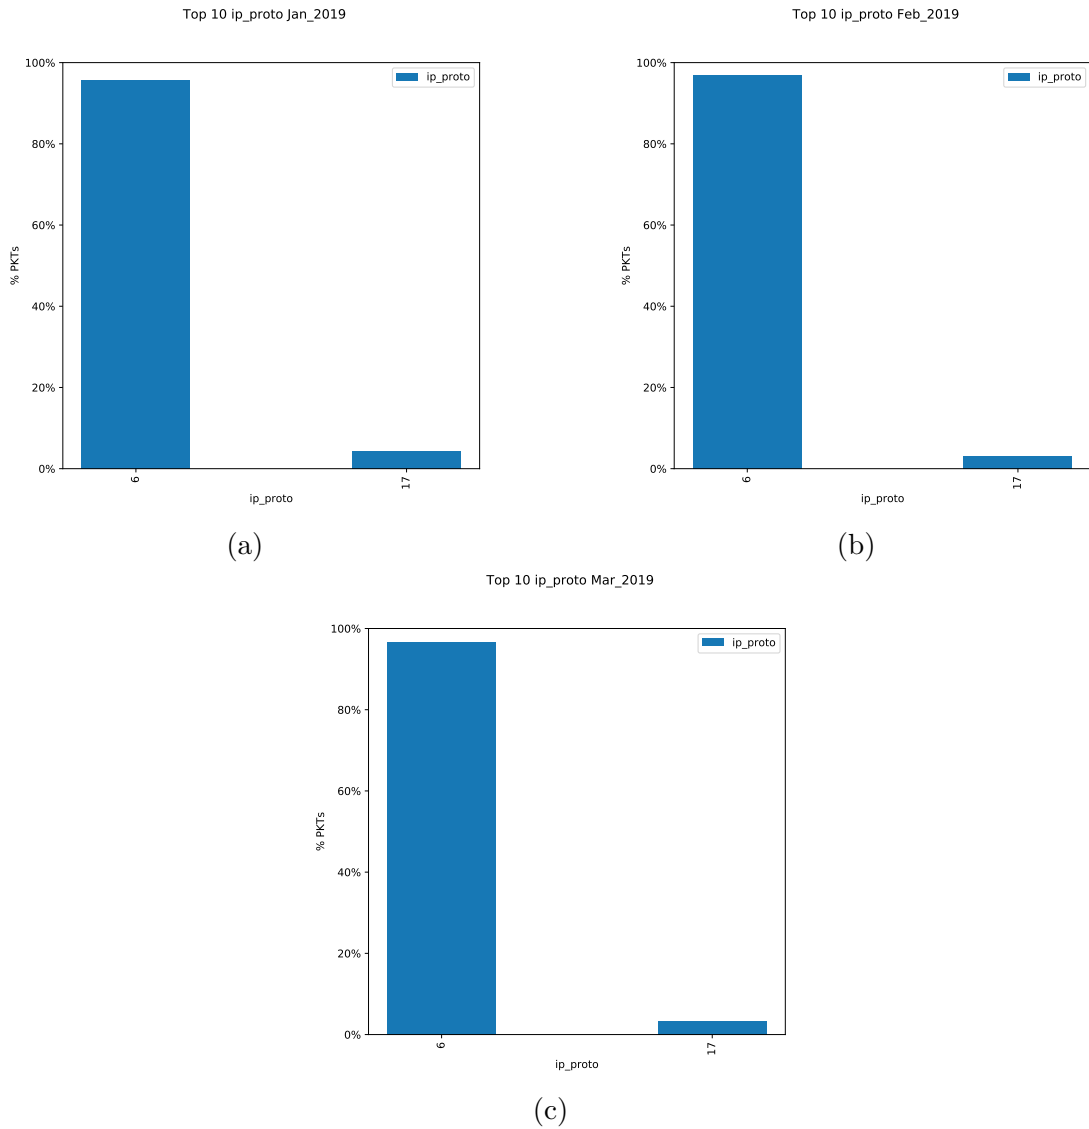 Top 10 ip_proto Jan_2019
100%
80%
60%
40%
20%
0%
% PKTs
ip_proto
6
17
ip_proto
(a)
Top 10 ip_proto Feb_2019
100%
80%
60%
40%
20%
0%
% PKTs
ip_proto
6
17
ip_proto
(b)
Top 10 ip_proto Mar_2019
100%
80%
60%
40%
20%
0%
% PKTs
ip_proto
6
17
ip_proto
(c)